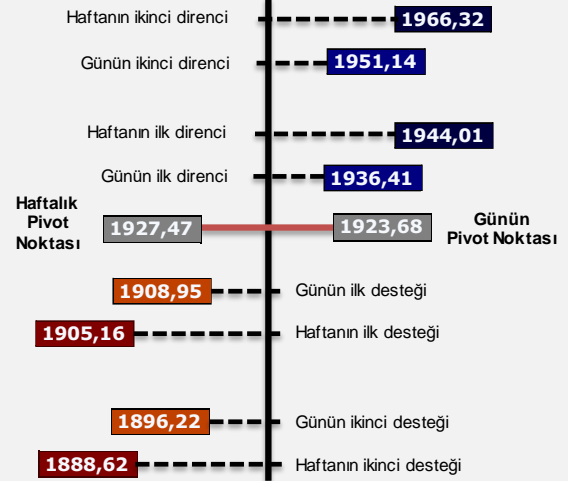 Haftanın ikinci direnci 1966,32
Günün ikinci direnci 1951,14
Haftanın ilk direnci 1944,01
Günün ilk direnci 1936,41
Haftalık
Pivot
Noktası
1927,47
1923,68
Günün
Pivot Noktası
1908,95 Günün ilk desteği
1905,16 Haftanın ilk desteği
1896,22 Günün ikinci desteği
1888,62 Haftanın ikinci desteği